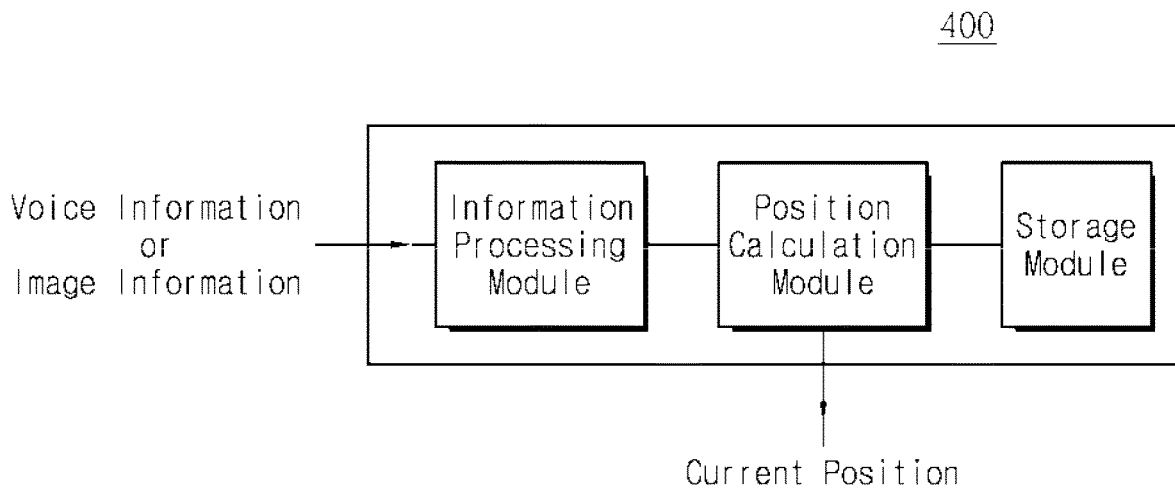 400
Voice Information
or
Image Information
Information
Processing
Module
Position
Calculation
Module
Storage
Module
Current Position